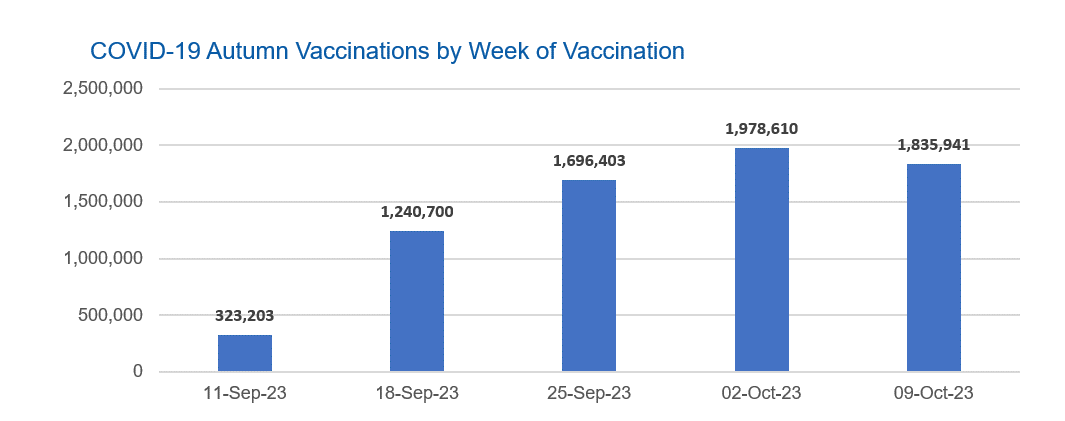 COVID-19 Autumn Vaccinations by Week of Vaccination
2,500,000
2,000,000
1,500,000
1,000,000
500,000
0
323,203
1,240,700
1,696,403
1,978,610
1,835,941
11-Sep-23
18-Sep-23
25-Sep-23
02-Oct-23
09-Oct-23